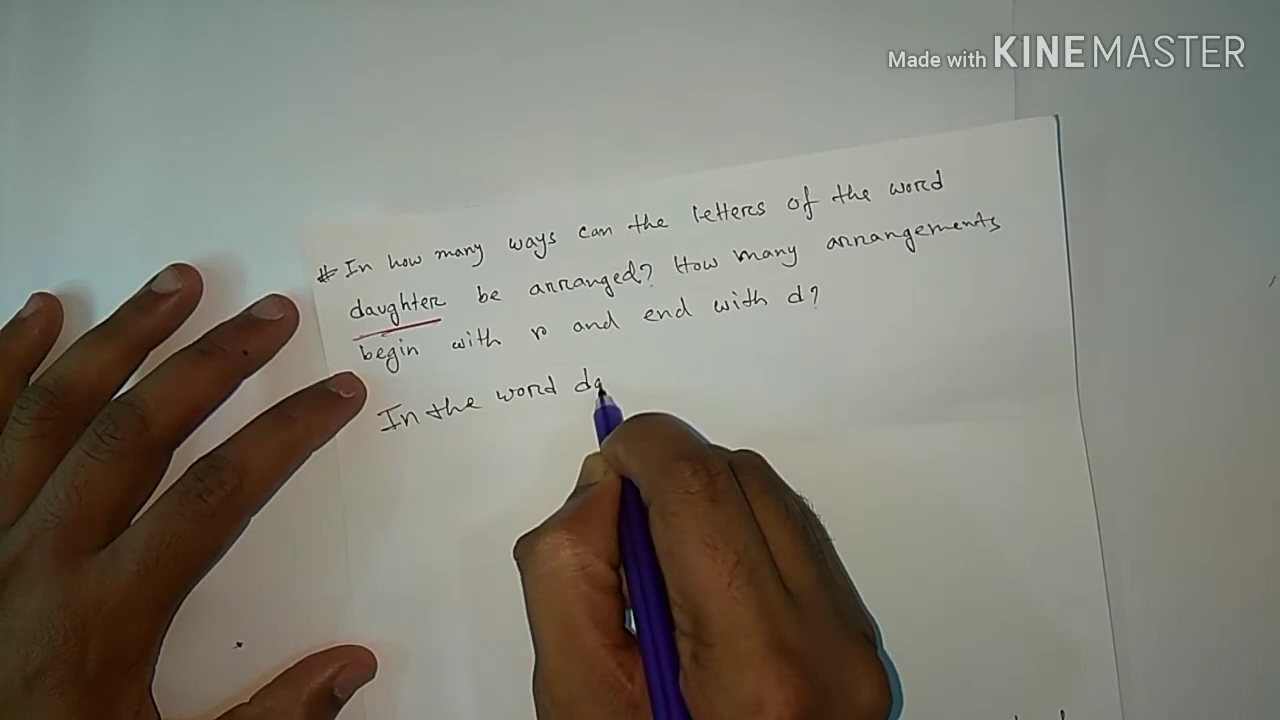 Made with KINEMASTER
# In how many ways can the letters of the word
daughter be arranged? How many arrangements
begin with r and end with d?
In the word da